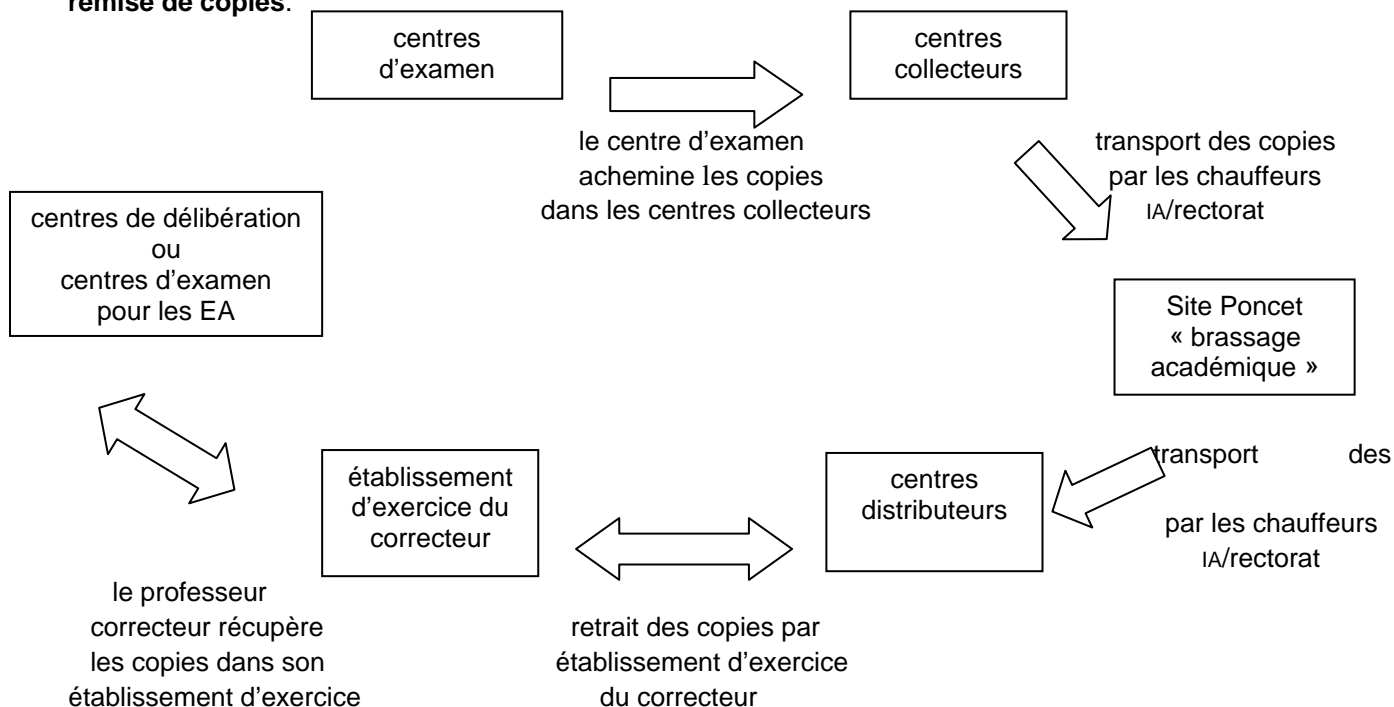 remise de copies.
centres
d'examen
centres
collecteurs
le centre d'examen
achemine les copies
dans les centres collecteurs
transport des copies
par les chauffeurs
IA/rectorat
centres de délibération
ou
centres d'examen
pour les EA
Site Poncet
« brassage
académique »
transport des
par les chauffeurs
IA/rectorat
centres
distributeurs
établissement
d'exercice du
correcteur
le professeur
correcteur récupère
les copies dans son
établissement d'exercice
retrait des copies par
établissement d'exercice
du correcteur